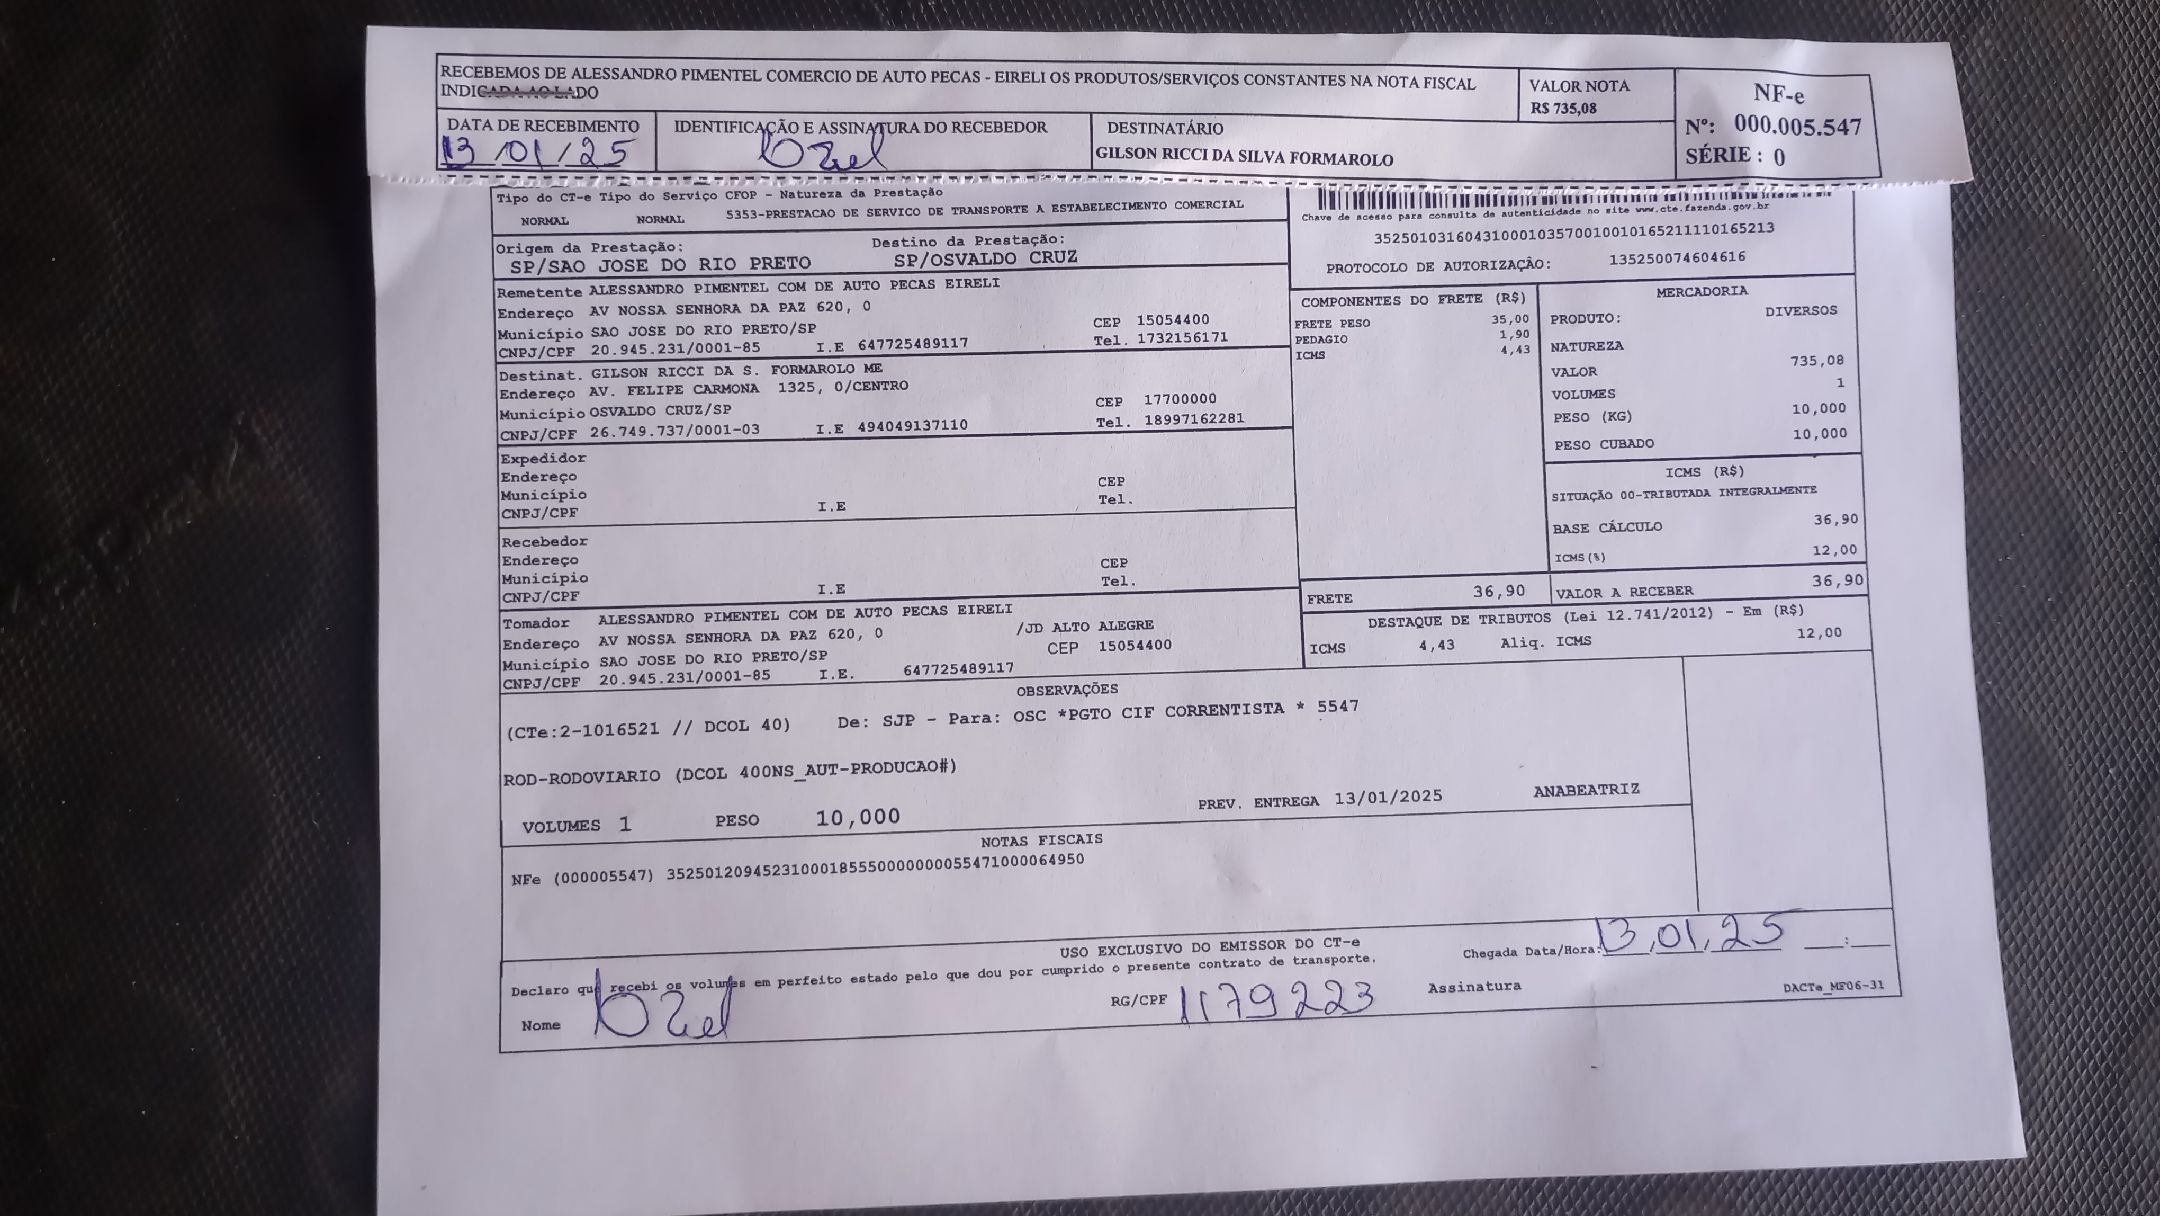 RECEBEMOS DE ALESSANDRO PIMENTEL COMERCIO DE AUTO PECAS - EIRELI OS PRODUTOS/SERVIÇOS CONSTANTES NA NOTA FISCAL
INDICADA AO LADO
VALOR NOTA
R$ 735,08
NF-e
Nº: 000.005.547
SÉRIE : 0
DATA DE RECEBIMENTO
13/01/25
IDENTIFICAÇÃO E ASSINATURA DO RECEBEDOR
Oziel
DESTINATÁRIO
GILSON RICCI DA SILVA FORMAROLO
Tipo do CT-e Tipo do Serviço CFOP - Natureza da Prestação
NORMAL NORMAL 5353-PRESTACAO DE SERVICO DE TRANSPORTE A ESTABELECIMENTO COMERCIAL
Chave de acesso para consulta de autenticidade no site www.cte.fazenda.gov.br
35250103160431000103570010010165211110165213
PROTOCOLO DE AUTORIZAÇÃO: 135250074604616
Origem da Prestação: Destino da Prestação:
SP/SAO JOSE DO RIO PRETO SP/OSVALDO CRUZ
Remetente ALESSANDRO PIMENTEL COM DE AUTO PECAS EIRELI
Endereço AV NOSSA SENHORA DA PAZ 620, 0
Município SAO JOSE DO RIO PRETO/SP CEP 15054400
CNPJ/CPF 20.945.231/0001-85 I.E 647725489117 Tel. 1732156171
Destinat. GILSON RICCI DA S. FORMAROLO ME
Endereço AV. FELIPE CARMONA 1325, 0/CENTRO
Município OSVALDO CRUZ/SP CEP 17700000
CNPJ/CPF 26.749.737/0001-03 I.E 494049137110 Tel. 18997162281
Expedidor
Endereço
Município CEP
CNPJ/CPF I.E Tel.
Recebedor
Endereço
Município CEP
CNPJ/CPF I.E Tel.
Tomador ALESSANDRO PIMENTEL COM DE AUTO PECAS EIRELI
Endereço AV NOSSA SENHORA DA PAZ 620, 0 /JD ALTO ALEGRE
Município SAO JOSE DO RIO PRETO/SP CEP 15054400
CNPJ/CPF 20.945.231/0001-85 I.E. 647725489117
COMPONENTES DO FRETE (R$)
FRETE PESO 35,00
PEDAGIO 1,90
ICMS 4,43
MERCADORIA
PRODUTO: DIVERSOS
NATUREZA
VALOR 735,08
VOLUMES 1
PESO (KG) 10,000
PESO CUBADO 10,000
ICMS (R$)
SITUAÇÃO 00-TRIBUTADA INTEGRALMENTE
BASE CÁLCULO 36,90
ICMS(%) 12,00
FRETE 36,90 VALOR A RECEBER 36,90
DESTAQUE DE TRIBUTOS (Lei 12.741/2012) - Em (R$)
ICMS 4,43 Aliq. ICMS 12,00
OBSERVAÇÕES
(CTe:2-1016521 // DCOL 40) De: SJP - Para: OSC *PGTO CIF CORRENTISTA * 5547
ROD-RODOVIARIO (DCOL 400NS_AUT-PRODUCAO#)
VOLUMES 1 PESO 10,000 PREV. ENTREGA 13/01/2025 ANABEATRIZ
NOTAS FISCAIS
NFe (000005547) 35250120945231000185550000000055471000064950
USO EXCLUSIVO DO EMISSOR DO CT-e
Declaro que recebi os volumes em perfeito estado pelo que dou por cumprido o presente contrato de transporte.
Chegada Data/Hora: 13,01,25 ___:___
Nome Oziel RG/CPF 1179223 Assinatura
DACTe_MF06-31